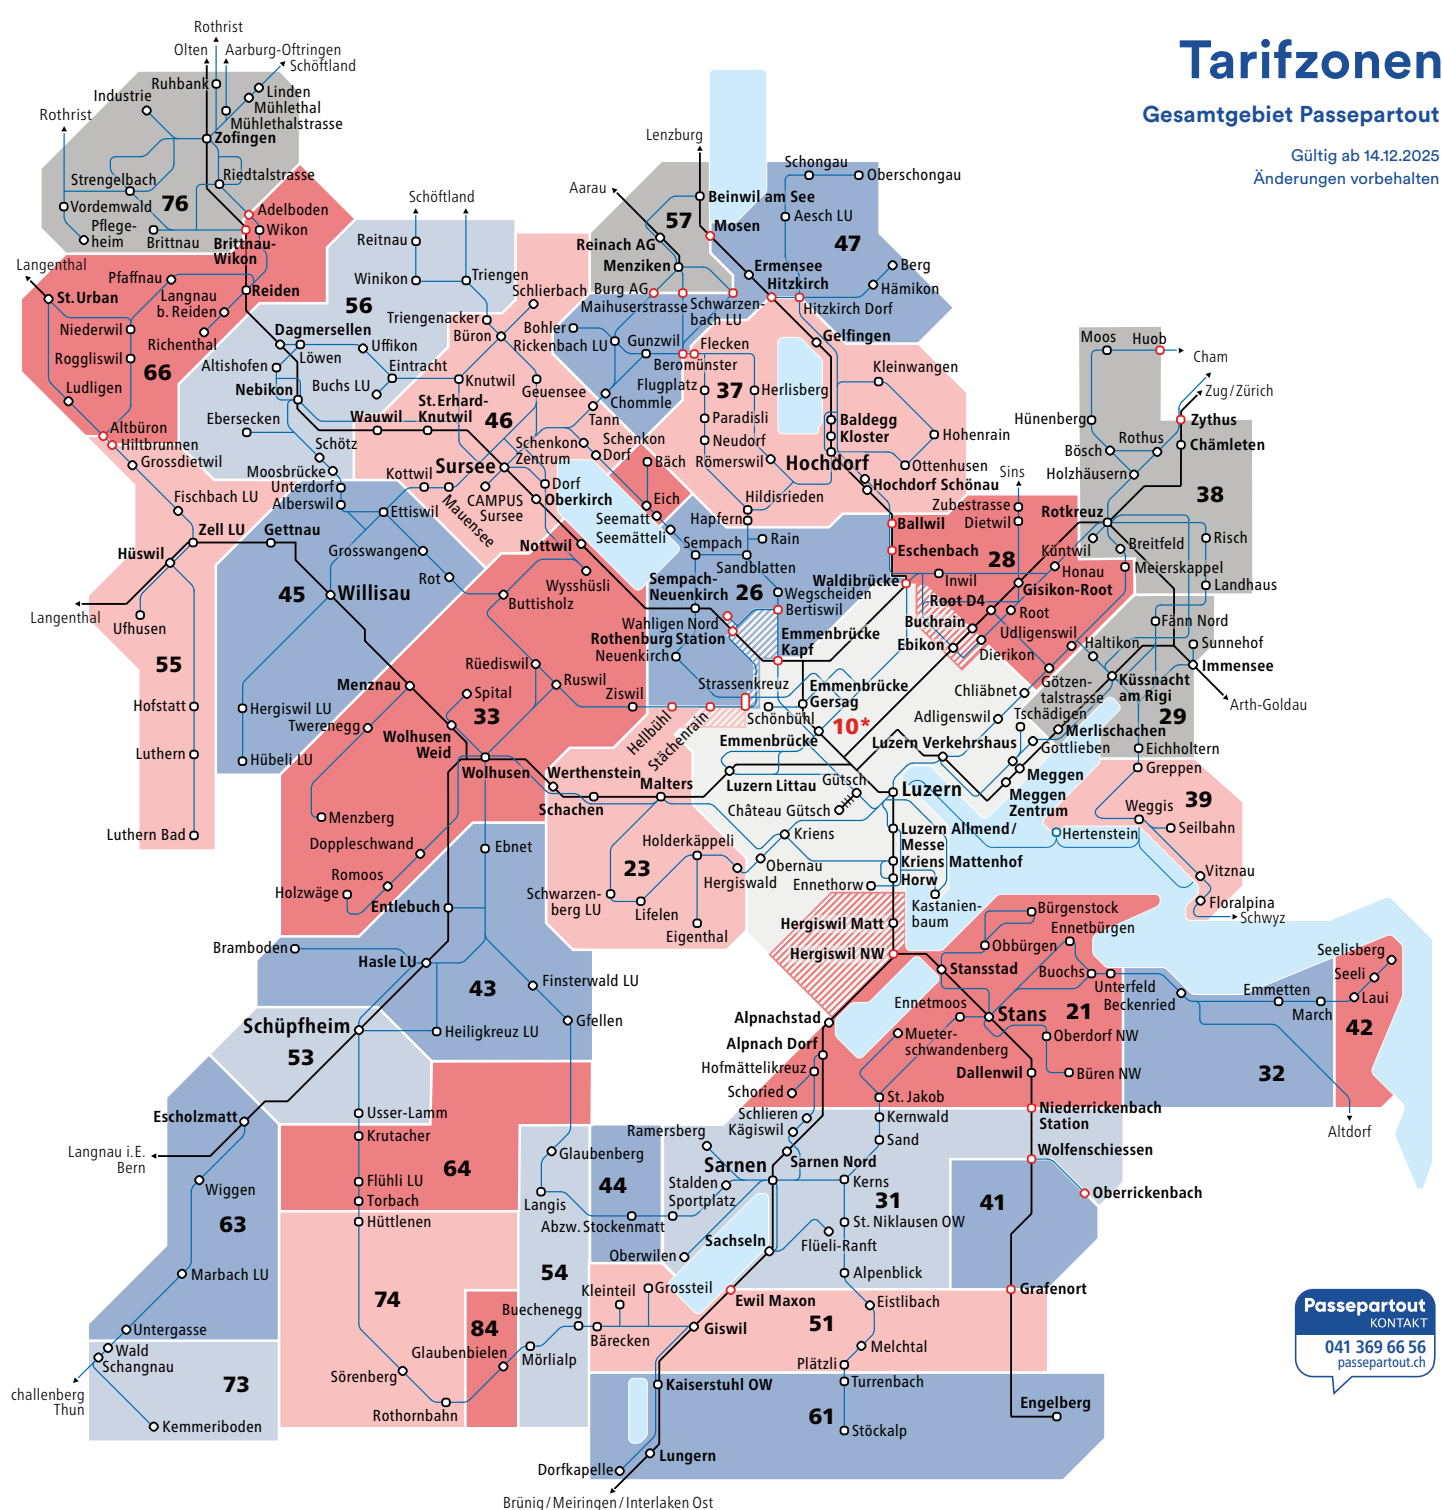 Tarifzonen
Gesamtgebiet Passepartout
Gültig ab 14.12.2025
Änderungen vorbehalten
Rothrist
Olten
Aarburg-Oftringen
Schöftland
Ruhbank
Linden
Industrie
Mühlethal
Mühlethalstrasse
Rothrist
Zofingen
Strengelbach
Riedtalstrasse
76
Vordemwald
Adelboden
Pflege-
heim
Brittnau
Wikon
Brittnau-
Wikon
Langenthal
Pfaffnau
St.Urban
Langnau
b. Reiden
Reiden
Niederwil
Richenthal
Roggliswil
66
Ludligen
Altbüron
Hiltbrunnen
Grossdietwil
Schöftland
Reitnau
Winikon
Triengen
56
Triengenacker
Büron
Schlierbach
Dagmersellen
Uffikon
Löwen
Altishofen
Eintracht
Buchs LU
Nebikon
Knutwil
Ebersecken
Wauwil
St.Erhard-
Knutwil
46
Geuensee
Schötz
Moosbrücke
Kottwil
Sursee
Schenkon
Zentrum
Schenkon
Dorf
Tann
Chommle
Unterdorf
Alberswil
Ettiswil
Mauensee
CAMPUS
Sursee
Dorf
Oberkirch
Bäch
Eich
Seematt
Seemätteli
Lenzburg
Aarau
Beinwil am See
57
Mosen
Reinach AG
Menziken
Burg AG
Maihuserstrasse
Schwarzen-
bach LU
Bohler
Rickenbach LU
Gunzwil
Flecken
Beromünster
Flugplatz
37
Herlisberg
Paradisli
Neudorf
Römerswil
Hildisrieden
Hapfern
Schongau
Oberschongau
Aesch LU
47
Berg
Ermensee
Hämikon
Hitzkirch
Hitzkirch Dorf
Gelfingen
Kleinwangen
Baldegg
Kloster
Hohenrain
Hochdorf
Ottenhusen
Hochdorf Schönau
Moos
Huob
Cham
Zug/Zürich
Hünenberg
Zythus
Rothus
Bösch
Chämleten
Holzhäusern
Sins
38
Zubestrasse
Dietwil
Rotkreuz
Risch
Ballwil
Eschenbach
28
Küntwil
Breitfeld
Honau
Meierskappel
Landhaus
Fischbach LU
Zell LU
Gettnau
Hüswil
Grosswangen
Nottwil
Langenthal
Ufhusen
45
Willisau
Rot
Wysshüsli
Buttisholz
55
Sempach
Rain
Sandblatten
Sempach-
Neuenkirch
26
Wegscheiden
Waldibrücke
Inwil
Root D4
Gisikon-Root
Root
Wahligen Nord
Bertiswil
Rothenburg Station
Neuenkirch
Emmenbrücke
Kapf
Buchrain
Ebikon
Udligenswil
Dierikon
Haltikon
Fänn Nord
Sunnehof
Immensee
Rüediswil
Ruswil
Ziswil
Strassenkreuz
Hellbühl
Stächenrain
Schönbühl
Emmenbrücke
Gersag
10*
Emmenbrücke
Chliäbnet
Götzen-
talstrasse
Küssnacht
am Rigi
Arth-Goldau
Adligenswil
Tschädigen
29
Merlischachen
Gottlieben
Eichholtern
Luzern Verkehrshaus
Greppen
Meggen
Meggen
Zentrum
Hofstatt
Luthern
Luthern Bad
Hergiswil LU
Hübeli LU
Menznau
Spital
Twerenegg
33
Wolhusen
Weid
Wolhusen
Werthenstein
Schachen
Malters
Luzern Littau
Gütsch
Luzern
Château Gütsch
Weggis
39
Seilbahn
Hertenstein
Vitznau
Floralpina
Schwyz
Menzberg
Doppleschwand
Ebnet
Holderkäppeli
Kriens
Luzern Allmend/
Messe
Kriens Mattenhof
Romoos
Holzwäge
23
Hergiswald
Obernau
Ennethorw
Horw
Kastanien-
baum
Entlebuch
Schwarzen-
berg LU
Lifelen
Eigenthal
Hergiswil Matt
Hergiswil NW
Bürgenstock
Ennetbürgen
Obbürgen
Stansstad
Buochs
Unterfeld
Beckenried
Emmetten
March
Seelisberg
Seeli
Laui
42
Bramboden
Hasle LU
43
Finsterwald LU
Gfellen
Schüpfheim
Heiligkreuz LU
53
Alpnachstad
Ennetmoos
Stans
21
Mueter-
schwandenberg
Oberdorf NW
Alpnach Dorf
Hofmättelikreuz
Schoried
Dallenwil
Büren NW
32
St. Jakob
Altdorf
Escholzmatt
Usser-Lamm
Krutacher
Langnau i.E.
Bern
Wiggen
64
Flühli LU
Torbach
Hüttlenen
63
Marbach LU
Glaubenberg
Langis
44
Abzw. Stockenmatt
Ramersberg
Schlieren
Kägiswil
Kernwald
Sand
Niederrickenbach
Station
Wolfenschiessen
Sarnen
Sarnen Nord
Stalden
Sportplatz
Kerns
31
41
Oberrickenbach
St. Niklausen OW
Sachseln
Flüeli-Ranft
Oberwilen
Alpenblick
54
Kleinteil
Grossteil
Ewil Maxon
Eistlibach
Grafenort
74
Buechenegg
84
Bärecken
Giswil
51
Untergasse
Wald
Schangnau
Glaubenbielen
Mörlialp
Melchtal
Plätzli
challenberg
Thun
73
Sörenberg
Kaiserstuhl OW
Turrenbach
Rothornbahn
Kemmeriboden
61
Engelberg
Stöckalp
Lungern
Dorfkapelle
Brünig/Meiringen/Interlaken Ost
Passepartout
KONTAKT
041 369 66 56
passepartout.ch